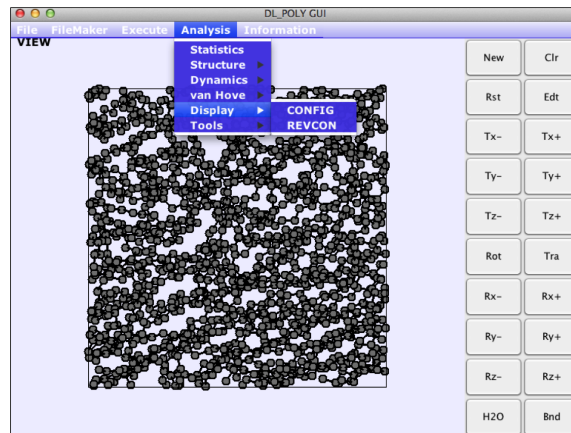 DL_POLY GUI
File FileMaker Execute Analysis Information
VIEW
Statistics
Structure
Dynamics
van Hove
Display
Tools
CONFIG
REVCON
New Clr
Rst Edt
Tx- Tx+
Ty- Ty+
Tz- Tz+
Rot Tra
Rx- Rx+
Ry- Ry+
Rz- Rz+
H2O Bnd